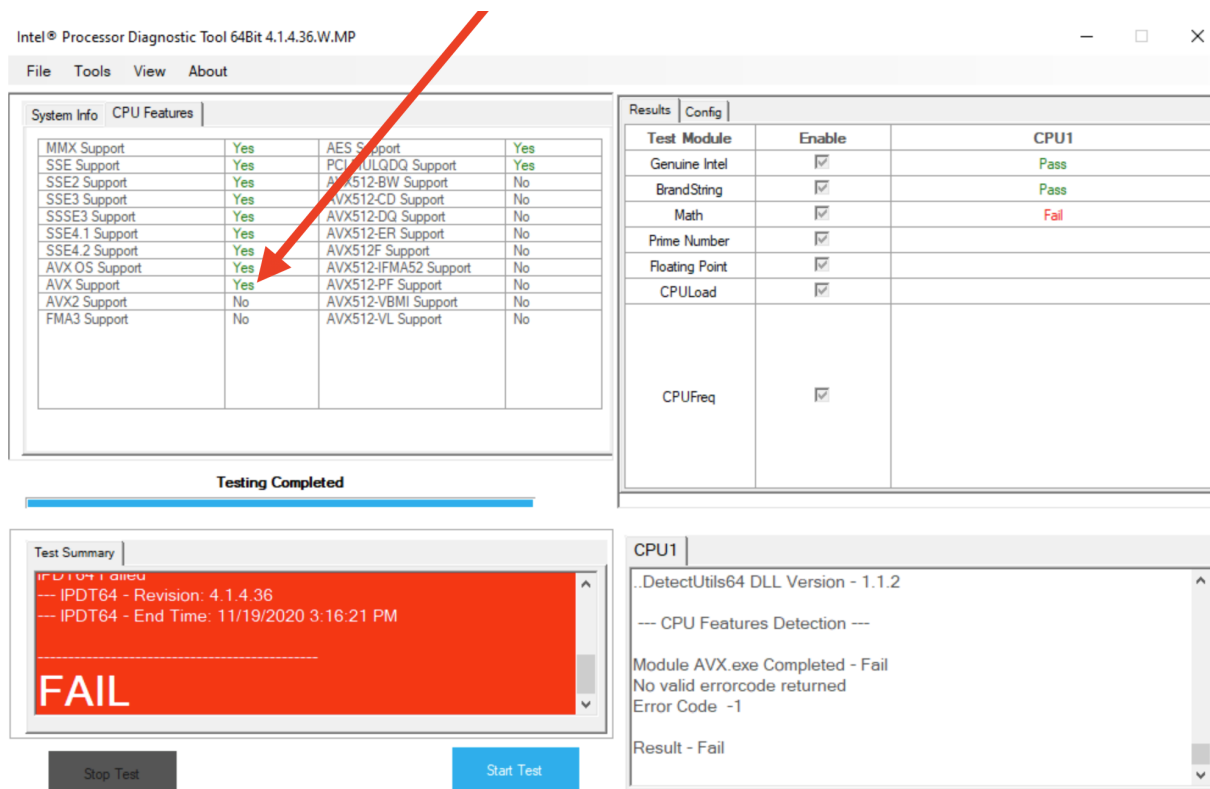 Intel® Processor Diagnostic Tool 64Bit 4.1.4.36.W.MP
File Tools View About
System Info CPU Features
MMX Support Yes AES Support Yes
SSE Support Yes PCLMULQDQ Support Yes
SSE2 Support Yes AVX512-BW Support No
SSE3 Support Yes AVX512-CD Support No
SSSE3 Support Yes AVX512-DQ Support No
SSE4.1 Support Yes AVX512-ER Support No
SSE4.2 Support Yes AVX512F Support No
AVX OS Support Yes AVX512-IFMA52 Support No
AVX Support Yes AVX512-PF Support No
AVX2 Support No AVX512-VBMI Support No
FMA3 Support No AVX512-VL Support No
Testing Completed
Results Config
Test Module Enable CPU1
Genuine Intel Pass
BrandString Pass
Math Fail
Prime Number
Floating Point
CPULoad
CPUFreq
Test Summary
IPDT64 Failed
--- IPDT64 - Revision: 4.1.4.36
--- IPDT64 - End Time: 11/19/2020 3:16:21 PM
----------------------------------------------
FAIL
Stop Test Start Test
CPU1
..DetectUtils64 DLL Version - 1.1.2
--- CPU Features Detection ---
Module AVX.exe Completed - Fail
No valid errorcode returned
Error Code -1
Result - Fail